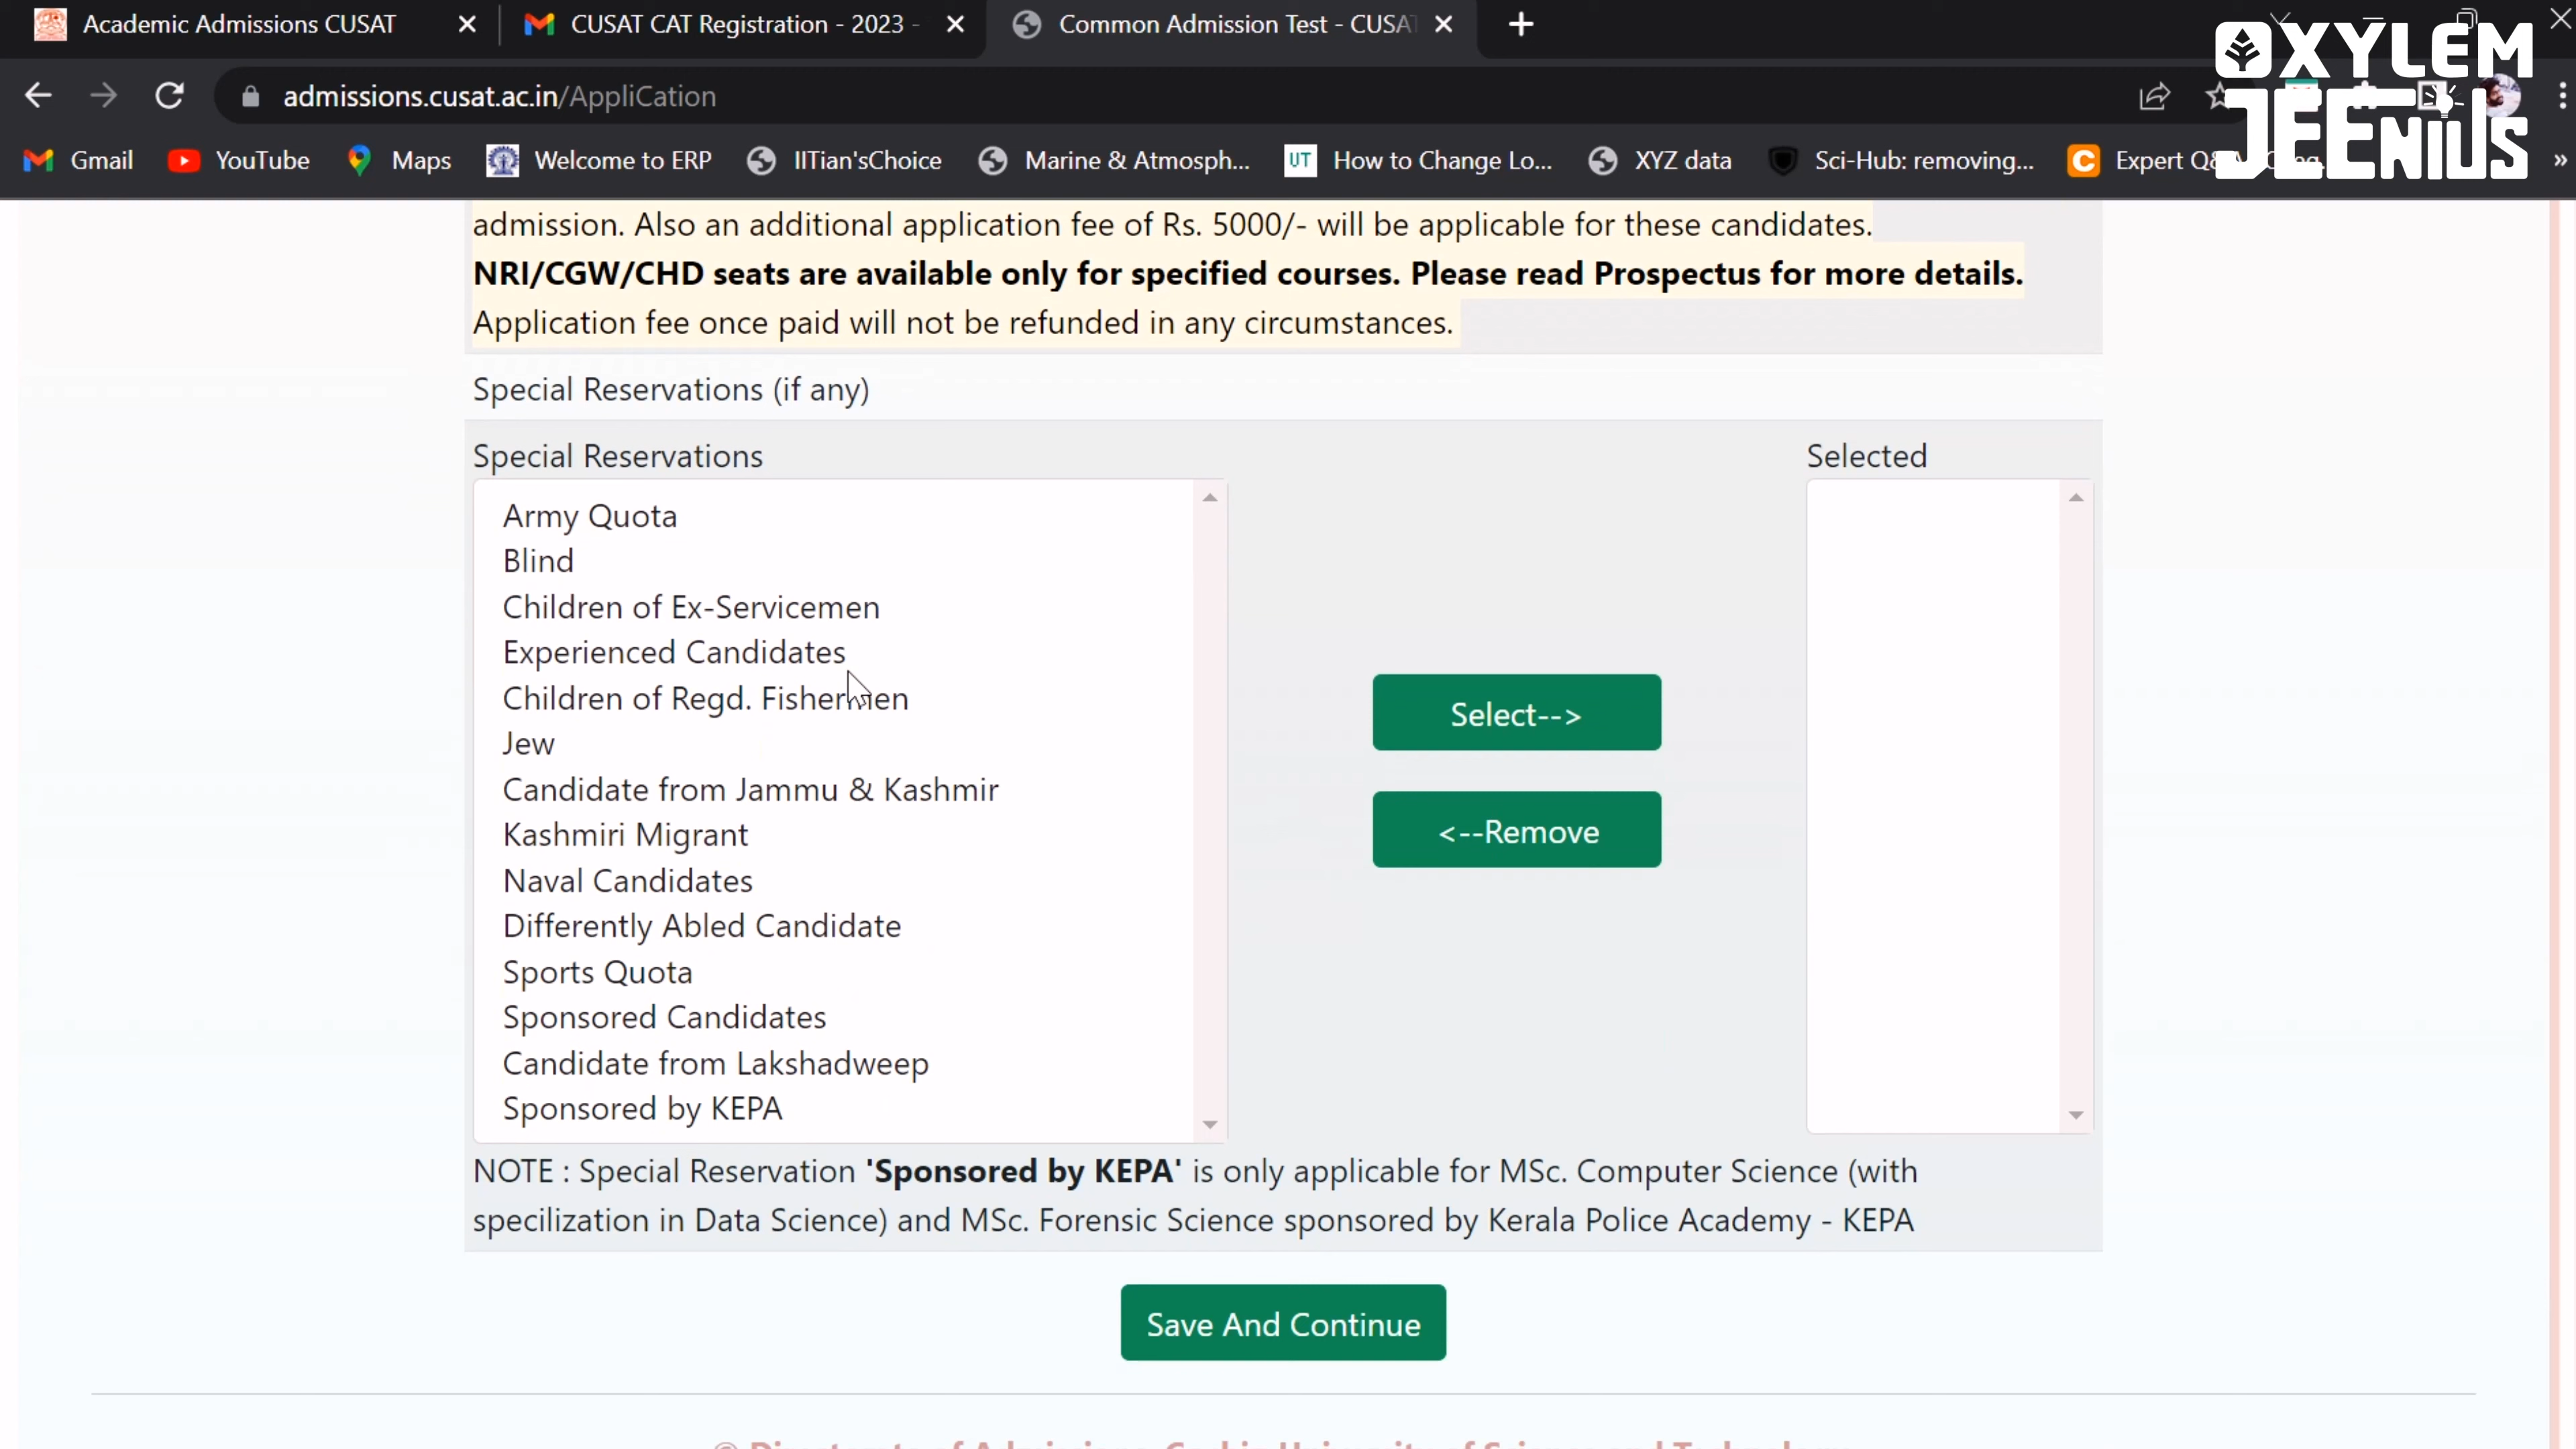 Academic Admissions CUSAT
CUSAT CAT Registration - 2023 -
Common Admission Test - CUSAT
XYLEM
JEENIUS
admissions.cusat.ac.in/AppliCation
Gmail
YouTube
Maps
Welcome to ERP
IITian'sChoice
Marine & Atmosph...
UT
How to Change Lo...
XYZ data
Sci-Hub: removing...
C
Expert
»
admission. Also an additional application fee of Rs. 5000/- will be applicable for these candidates.
NRI/CGW/CHD seats are available only for specified courses. Please read Prospectus for more details.
Application fee once paid will not be refunded in any circumstances.
Special Reservations (if any)
Special Reservations
Selected
Army Quota
Blind
Children of Ex-Servicemen
Experienced Candidates
Children of Regd. Fishermen
Jew
Candidate from Jammu & Kashmir
Kashmiri Migrant
Naval Candidates
Differently Abled Candidate
Sports Quota
Sponsored Candidates
Candidate from Lakshadweep
Sponsored by KEPA
Select-->
<--Remove
NOTE : Special Reservation 'Sponsored by KEPA' is only applicable for MSc. Computer Science (with
specilization in Data Science) and MSc. Forensic Science sponsored by Kerala Police Academy - KEPA
Save And Continue